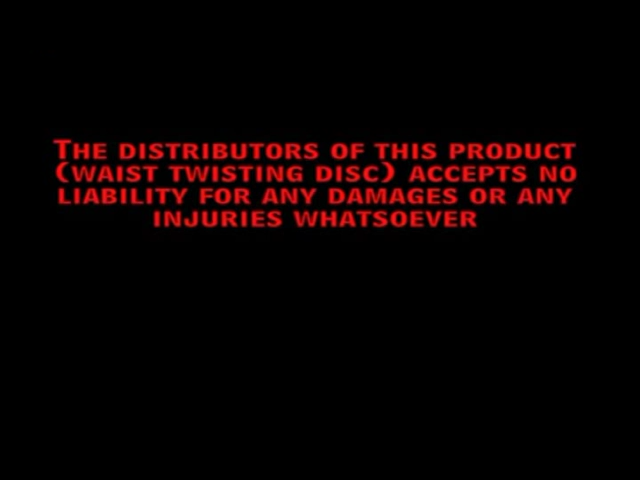 The distributors of this product
(waist twisting disc) accepts no
liability for any damages or any
injuries whatsoever